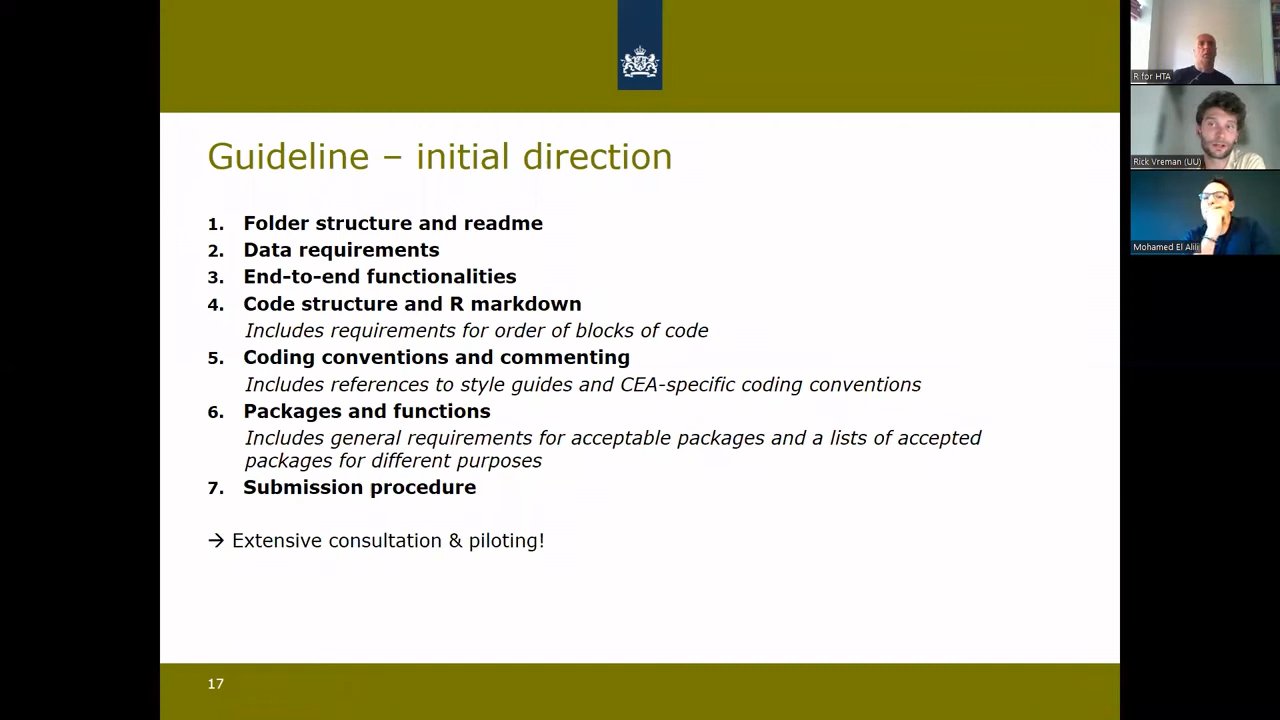 Guideline – initial direction
1. Folder structure and readme
2. Data requirements
3. End-to-end functionalities
4. Code structure and R markdown
Includes requirements for order of blocks of code
5. Coding conventions and commenting
Includes references to style guides and CEA-specific coding conventions
6. Packages and functions
Includes general requirements for acceptable packages and a lists of accepted
packages for different purposes
7. Submission procedure
→ Extensive consultation & piloting!
17
R for HTA
Rick Vreman (UU)
Mohamed El Alili